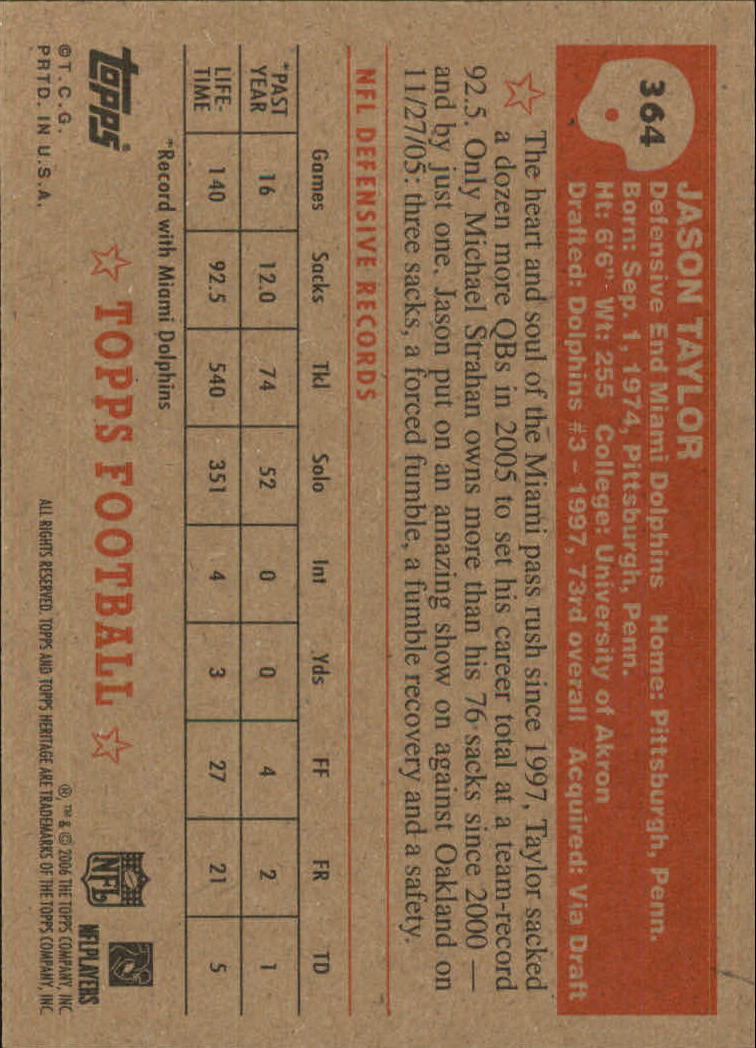 364
JASON TAYLOR
Defensive End Miami Dolphins Home: Pittsburgh, Penn.
Born: Sep. 1, 1974, Pittsburgh, Penn.
Ht: 6'6" Wt: 255 College: University of Akron
Drafted: Dolphins #3 - 1997, 73rd overall Acquired: Via Draft
The heart and soul of the Miami pass rush since 1997, Taylor sacked
a dozen more QBs in 2005 to set his career total at a team-record
92.5. Only Michael Strahan owns more than his 76 sacks since 2000 —
and by just one. Jason put on an amazing show on against Oakland on
11/27/05: three sacks, a forced fumble, a fumble recovery and a safety.
NFL DEFENSIVE RECORDS
Games Sacks Tkl Solo Int Yds FF FR TD
*PAST YEAR 16 12.0 74 52 0 0 4 2 1
LIFE-TIME 140 92.5 540 351 4 3 27 21 5
*Record with Miami Dolphins
topps®
©T.C.G.
PRTD. IN U.S.A.
TOPPS FOOTBALL
NFL
NFLPLAYERS
®, ™ & © 2006 THE TOPPS COMPANY, INC
ALL RIGHTS RESERVED. TOPPS AND TOPPS HERITAGE ARE TRADEMARKS OF THE TOPPS COMPANY, INC